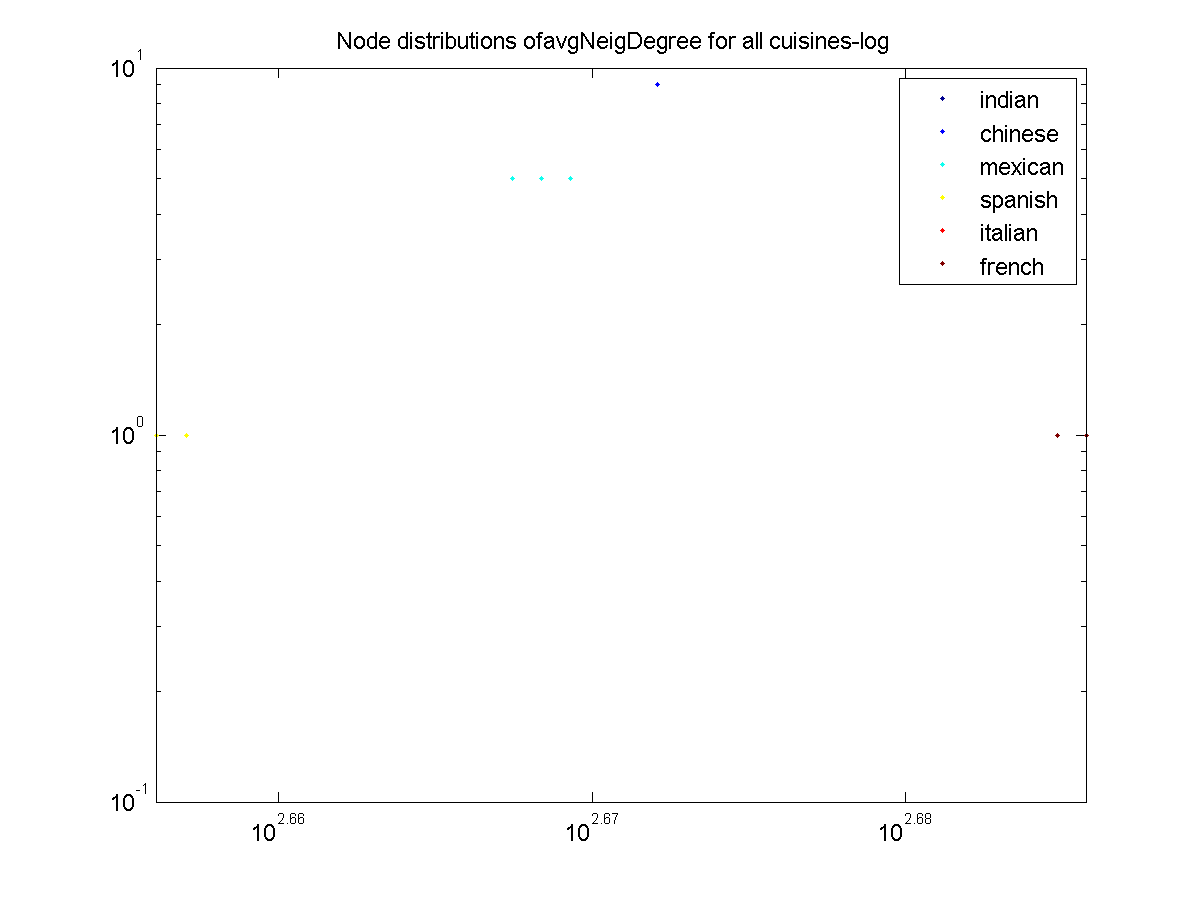 Node distributions ofavgNeigDegree for all cuisines-log
10^1
10^0
10^-1
indian
chinese
mexican
spanish
italian
french
10^2.66
10^2.67
10^2.68